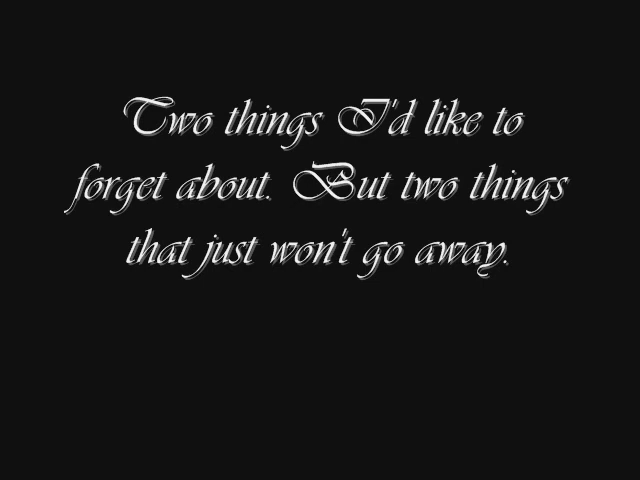 Two things I'd like to
forget about. But two things
that just won't go away.